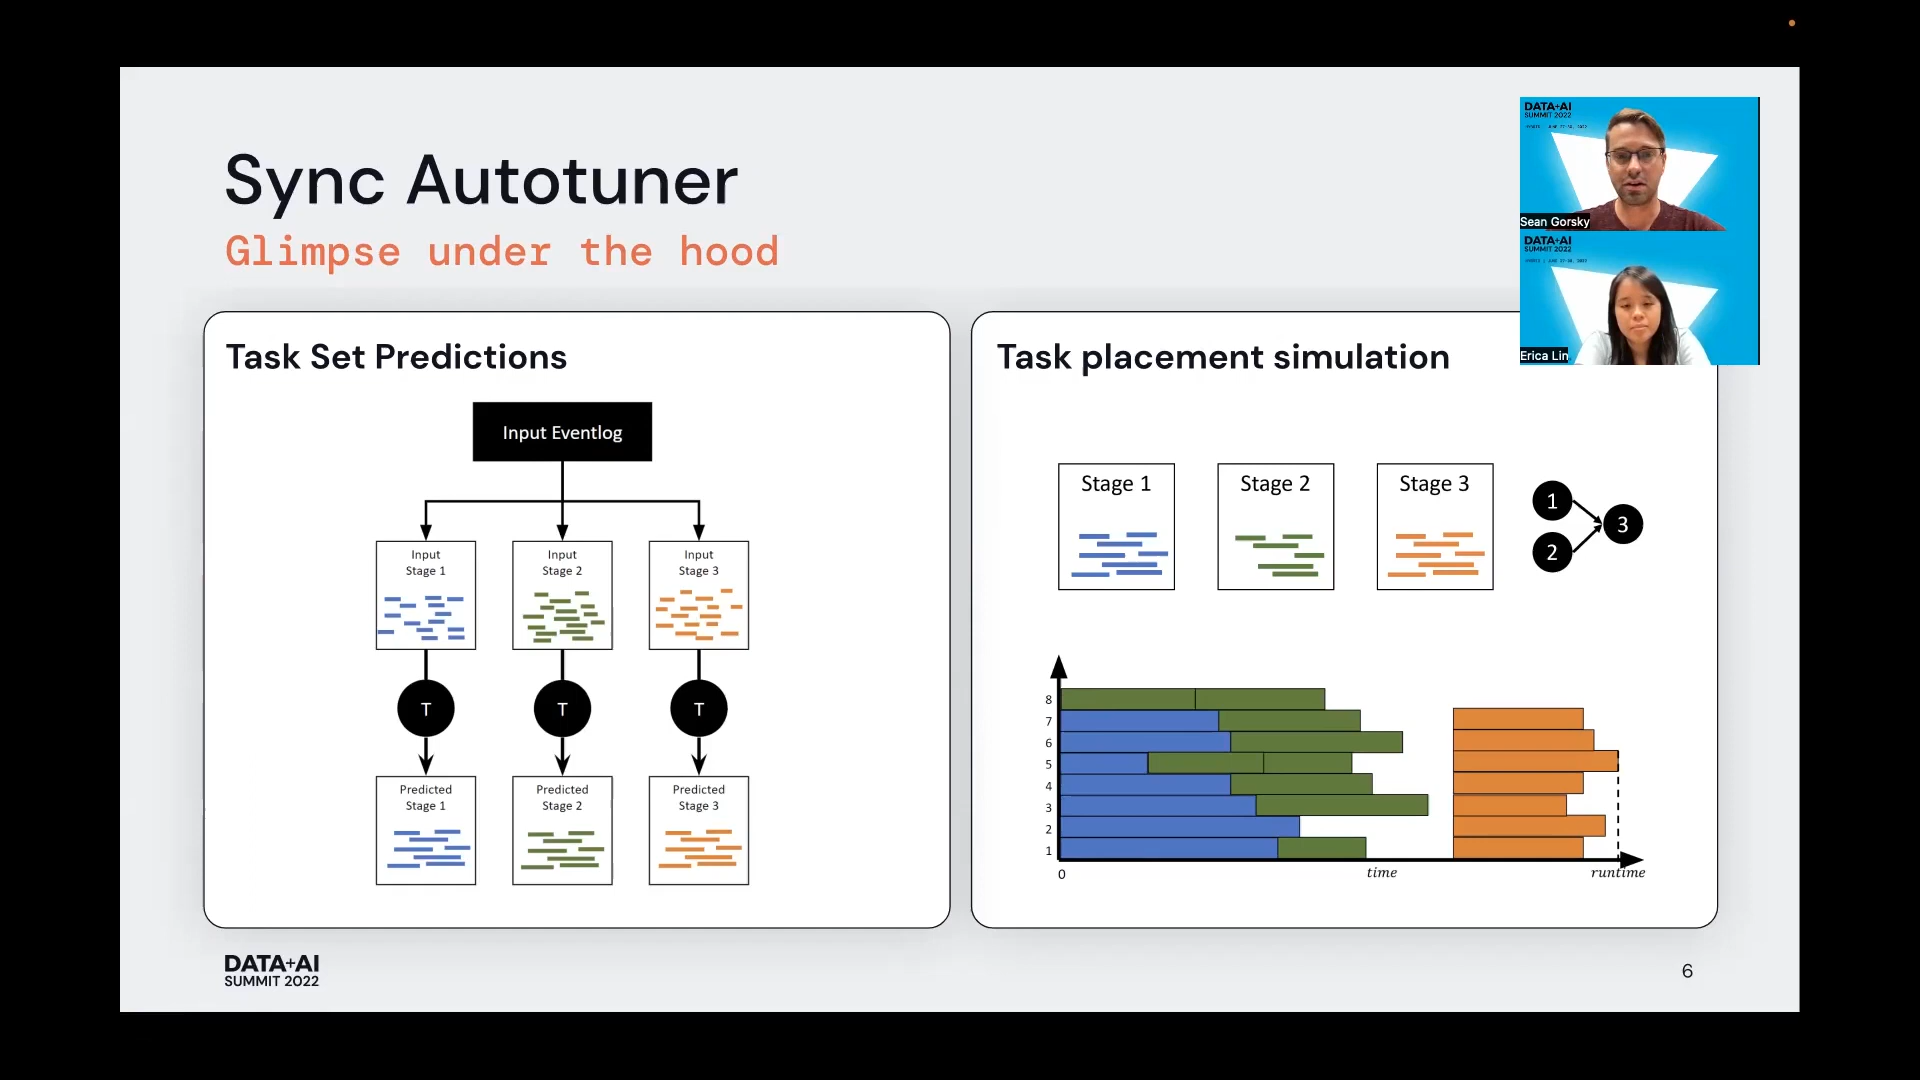 Sync Autotuner
Glimpse under the hood
DATA+AI
SUMMIT 2022
Sean Gorsky
DATA+AI
SUMMIT 2022
Erica Lin
Task Set Predictions
Input Eventlog
Input
Stage 1
Input
Stage 2
Input
Stage 3
T
T
T
Predicted
Stage 1
Predicted
Stage 2
Predicted
Stage 3
Task placement simulation
Stage 1
Stage 2
Stage 3
1
2
3
8
7
6
5
4
3
2
1
0
time
runtime
DATA+AI
SUMMIT 2022
6